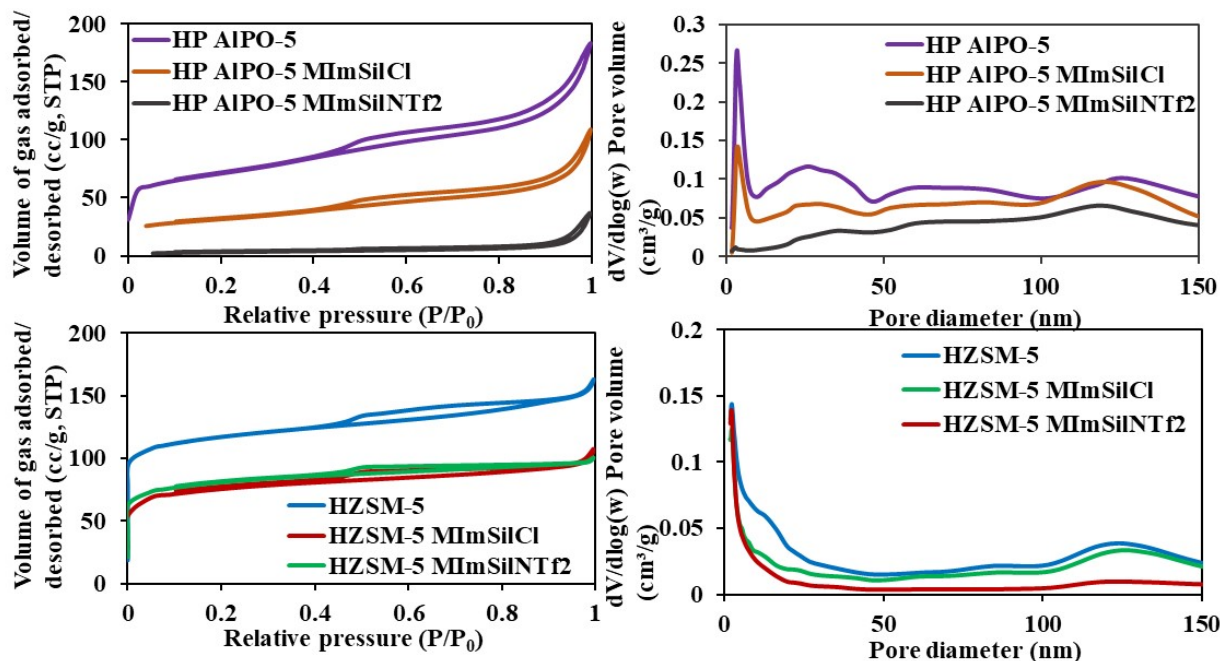 Volume of gas adsorbed/
desorbed (cc/g, STP)
200
150
100
50
0
HP AlPO-5
HP AlPO-5 MImSilCl
HP AlPO-5 MImSilNTf2
0 0.2 0.4 0.6 0.8 1
Relative pressure (P/P₀)
dV/dlog(w) Pore volume
(cm³/g)
0.3
0.25
0.2
0.15
0.1
0.05
0
HP AlPO-5
HP AlPO-5 MImSilCl
HP AlPO-5 MImSilNTf2
0 50 100 150
Pore diameter (nm)
Volume of gas adsorbed/
desorbed (cc/g, STP)
200
150
100
50
0
HZSM-5
HZSM-5 MImSilCl
HZSM-5 MImSilNTf2
0 0.2 0.4 0.6 0.8 1
Relative pressure (P/P₀)
dV/dlog(w) Pore volume
(cm³/g)
0.2
0.15
0.1
0.05
0
HZSM-5
HZSM-5 MImSilCl
HZSM-5 MImSilNTf2
0 50 100 150
Pore diameter (nm)